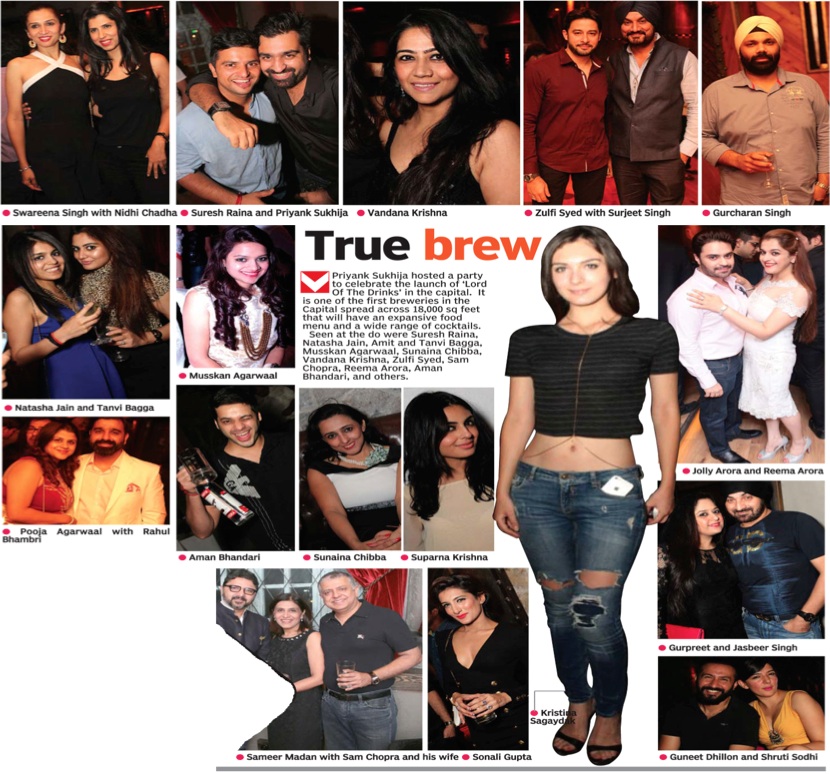 Swareena Singh with Nidhi Chadha
Suresh Raina and Priyank Sukhija
Vandana Krishna
Zulfi Syed with Surjeet Singh
Gurcharan Singh
True brew
Priyank Sukhija hosted a party
to celebrate the launch of 'Lord
Of The Drinks' in the capital. It
is one of the first breweries in the
Capital spread across 18,000 sq feet
that will have an expansive food
menu and a wide range of cocktails.
Seen at the do were Suresh Raina,
Natasha Jain, Amit and Tanvi Bagga,
Musskan Agarwaal, Sunaina Chibba,
Vandana Krishna, Zulfi Syed, Sam
Chopra, Reema Arora, Aman
Bhandari, and others.
Musskan Agarwaal
Natasha Jain and Tanvi Bagga
Jolly Arora and Reema Arora
Pooja Agarwaal with Rahul
Bhambri
Aman Bhandari
Sunaina Chibba
Suparna Krishna
Gurpreet and Jasbeer Singh
Kristina
Sagaydak
Sameer Madan with Sam Chopra and his wife
Sonali Gupta
Guneet Dhillon and Shruti Sodhi